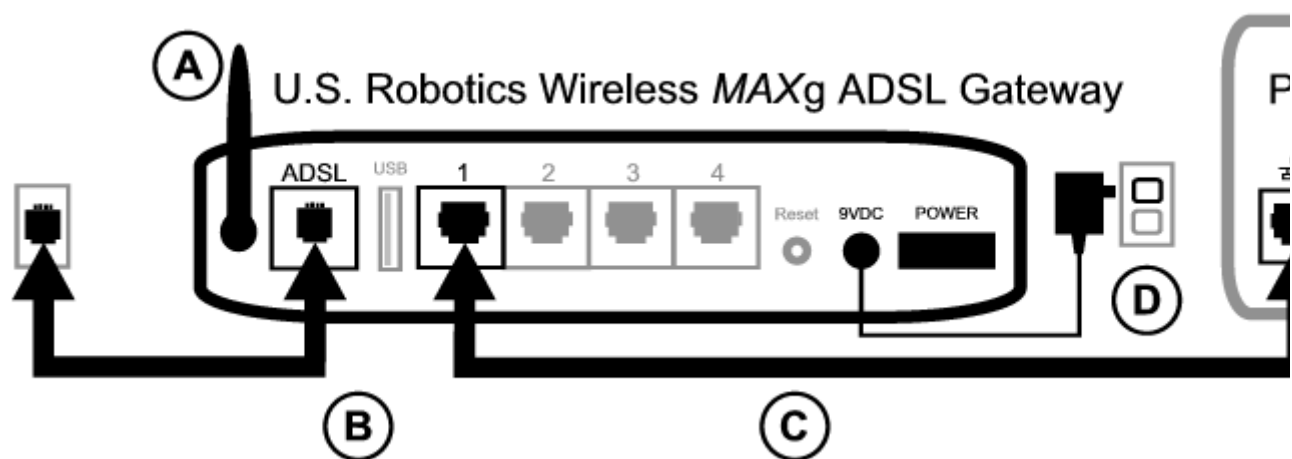 A
U.S. Robotics Wireless MAXg ADSL Gateway
P
ADSL USB 1 2 3 4 Reset 9VDC POWER
D
B C